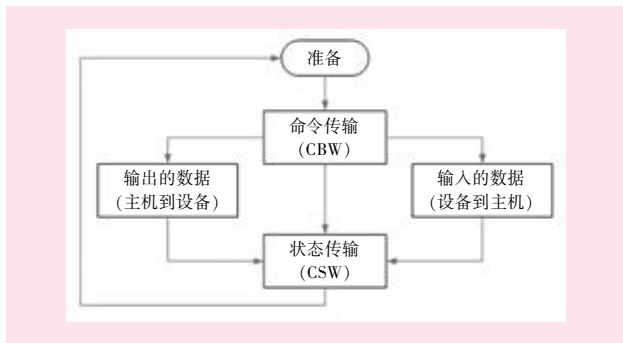 准备
命令传输
(CBW)
输出的数据
(主机到设备)
输入的数据
(设备到主机)
状态传输
(CSW)